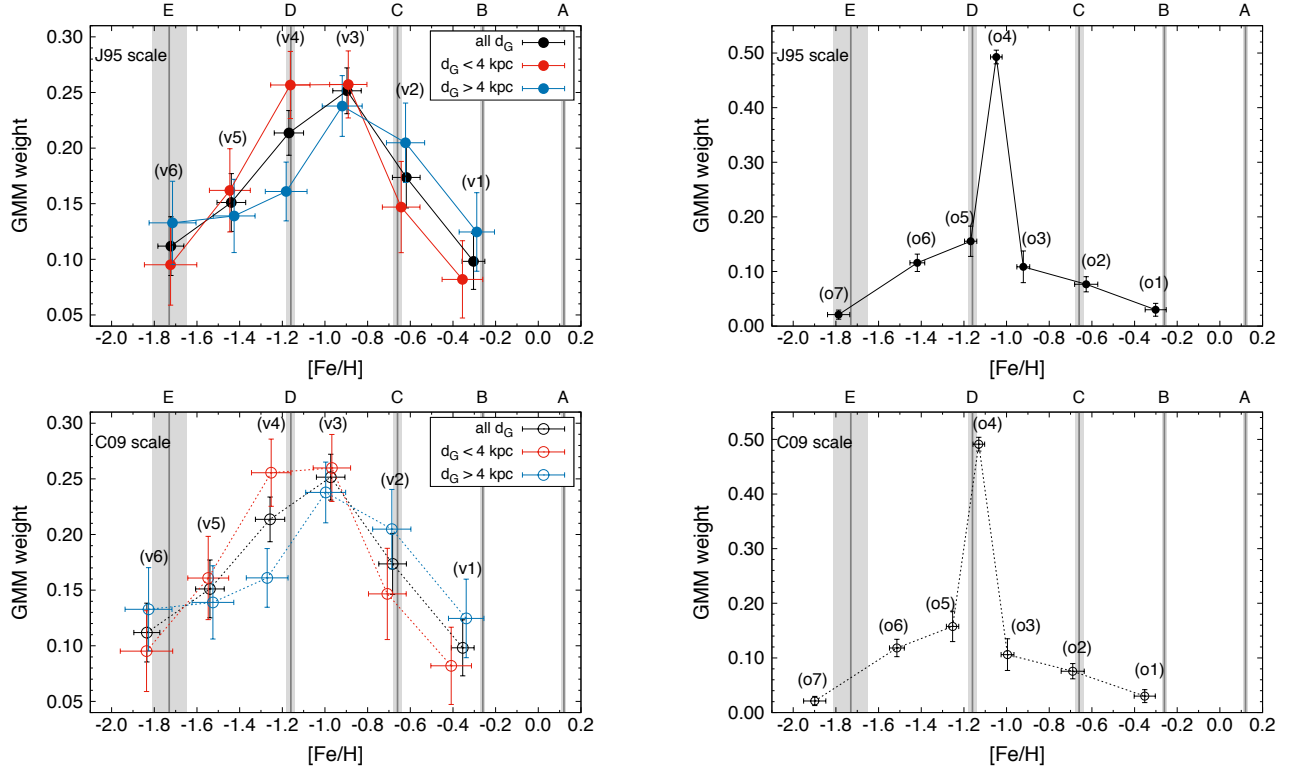 E D C B A
J95 scale
all d_G
d_G < 4 kpc
d_G > 4 kpc
(v6)
(v5)
(v4)
(v3)
(v2)
(v1)
GMM weight
0.30
0.25
0.20
0.15
0.10
0.05
-2.0 -1.8 -1.6 -1.4 -1.2 -1.0 -0.8 -0.6 -0.4 -0.2 0.0 0.2
[Fe/H]
E D C B A
J95 scale
(o7)
(o6)
(o5)
(o4)
(o3)
(o2)
(o1)
GMM weight
0.50
0.40
0.30
0.20
0.10
0.00
-2.0 -1.8 -1.6 -1.4 -1.2 -1.0 -0.8 -0.6 -0.4 -0.2 0.0 0.2
[Fe/H]
E D C B A
C09 scale
all d_G
d_G < 4 kpc
d_G > 4 kpc
(v6)
(v5)
(v4)
(v3)
(v2)
(v1)
GMM weight
0.30
0.25
0.20
0.15
0.10
0.05
-2.0 -1.8 -1.6 -1.4 -1.2 -1.0 -0.8 -0.6 -0.4 -0.2 0.0 0.2
[Fe/H]
E D C B A
C09 scale
(o7)
(o6)
(o5)
(o4)
(o3)
(o2)
(o1)
GMM weight
0.50
0.40
0.30
0.20
0.10
0.00
-2.0 -1.8 -1.6 -1.4 -1.2 -1.0 -0.8 -0.6 -0.4 -0.2 0.0 0.2
[Fe/H]